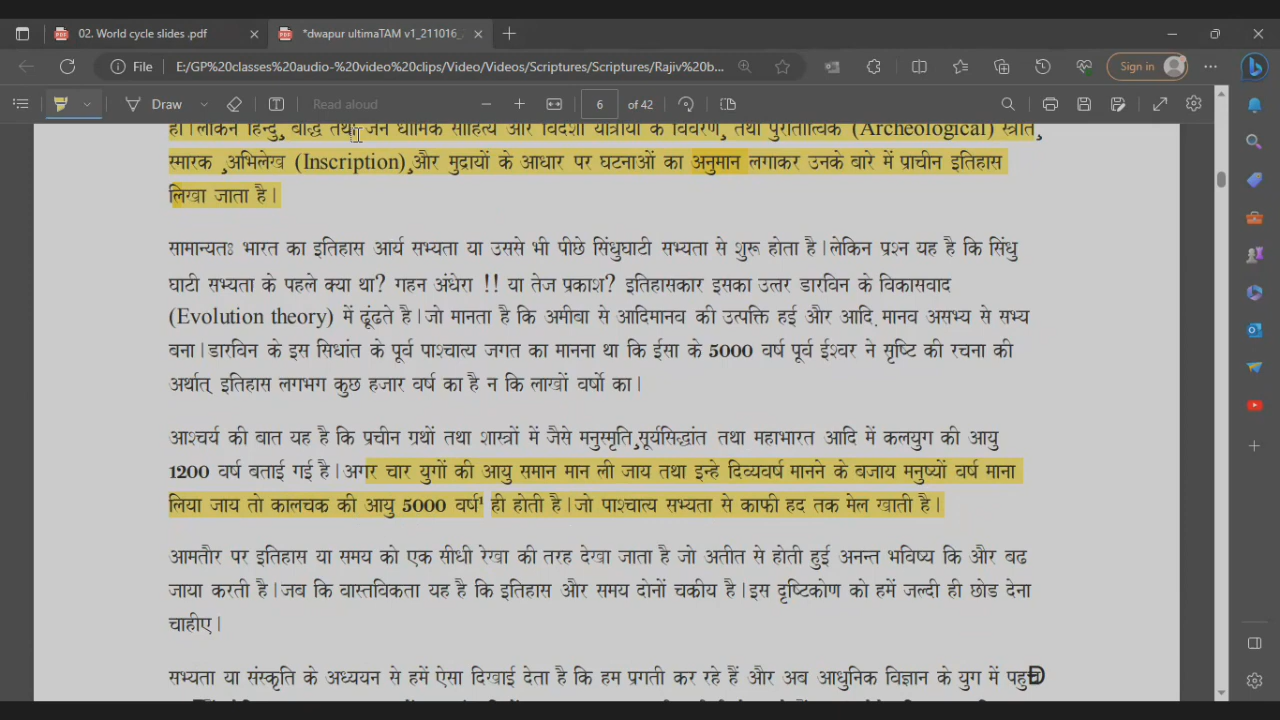 02. World cycle slides .pdf
*dwapur ultimaTAM v1_211016_
File
E:/GP%20classes%20audio-%20video%20clips/Video/Videos/Scriptures/Scriptures/Rajiv%20b...
Sign in
Draw
Read aloud
6 of 42
ही।लेकिन हिन्दु, बौद्ध तथा जैन धार्मिक साहित्य और विदेशी यात्रीयों के विवरण, तथा पुरातात्विक (Archeological) स्त्रोत,
स्मारक ,अभिलेख (Inscription),और मुद्रायों के आधार पर घटनाओं का अनुमान लगाकर उनके बारे में प्राचीन इतिहास
लिखा जाता है।
सामान्यतः भारत का इतिहास आर्य सभ्यता या उससे भी पीछे सिंधुघाटी सभ्यता से शुरू होता है।लेकिन प्रश्न यह है कि सिंधु
घाटी सभ्यता के पहले क्या था? गहन अंधेरा !! या तेज प्रकाश? इतिहासकार इसका उत्तर डारविन के विकासवाद
(Evolution theory) में ढूंढते है।जो मानता है कि अमीबा से आदिमानव की उत्पक्ति हई और आदि मानव असभ्य से सभ्य
बना।डारविन के इस सिधांत के पूर्व पाश्चात्य जगत का मानना था कि ईसा के 5000 वर्ष पूर्व ईश्वर ने सृष्टि की रचना की
अर्थात् इतिहास लगभग कुछ हजार वर्ष का है न कि लाखों वर्षो का।
आश्चर्य की बात यह है कि प्रचीन ग्रथों तथा शास्त्रों में जैसे मनुस्मृति,सूर्यसिद्धांत तथा महाभारत आदि में कलयुग की आयु
1200 वर्ष बताई गई है।अगर चार युगों की आयु समान मान ली जाय तथा इन्हे दिव्यवर्ष मानने के बजाय मनुष्यों वर्ष माना
लिया जाय तो कालचक की आयु 5000 वर्ष¹ ही होती है।जो पाश्चात्य सभ्यता से काफी हद तक मेल खाती है।
आमतौर पर इतिहास या समय को एक सीधी रेखा की तरह देखा जाता है जो अतीत से होती हुई अनन्त भविष्य कि और बढ
जाया करती है।जब कि वास्तविकता यह है कि इतिहास और समय दोनों चकीय है।इस दृष्टिकोण को हमें जल्दी ही छोड देना
चाहीए।
सभ्यता या संस्कृति के अध्ययन से हमें ऐसा दिखाई देता है कि हम प्रगती कर रहे हैं और अब आधुनिक विज्ञान के युग में